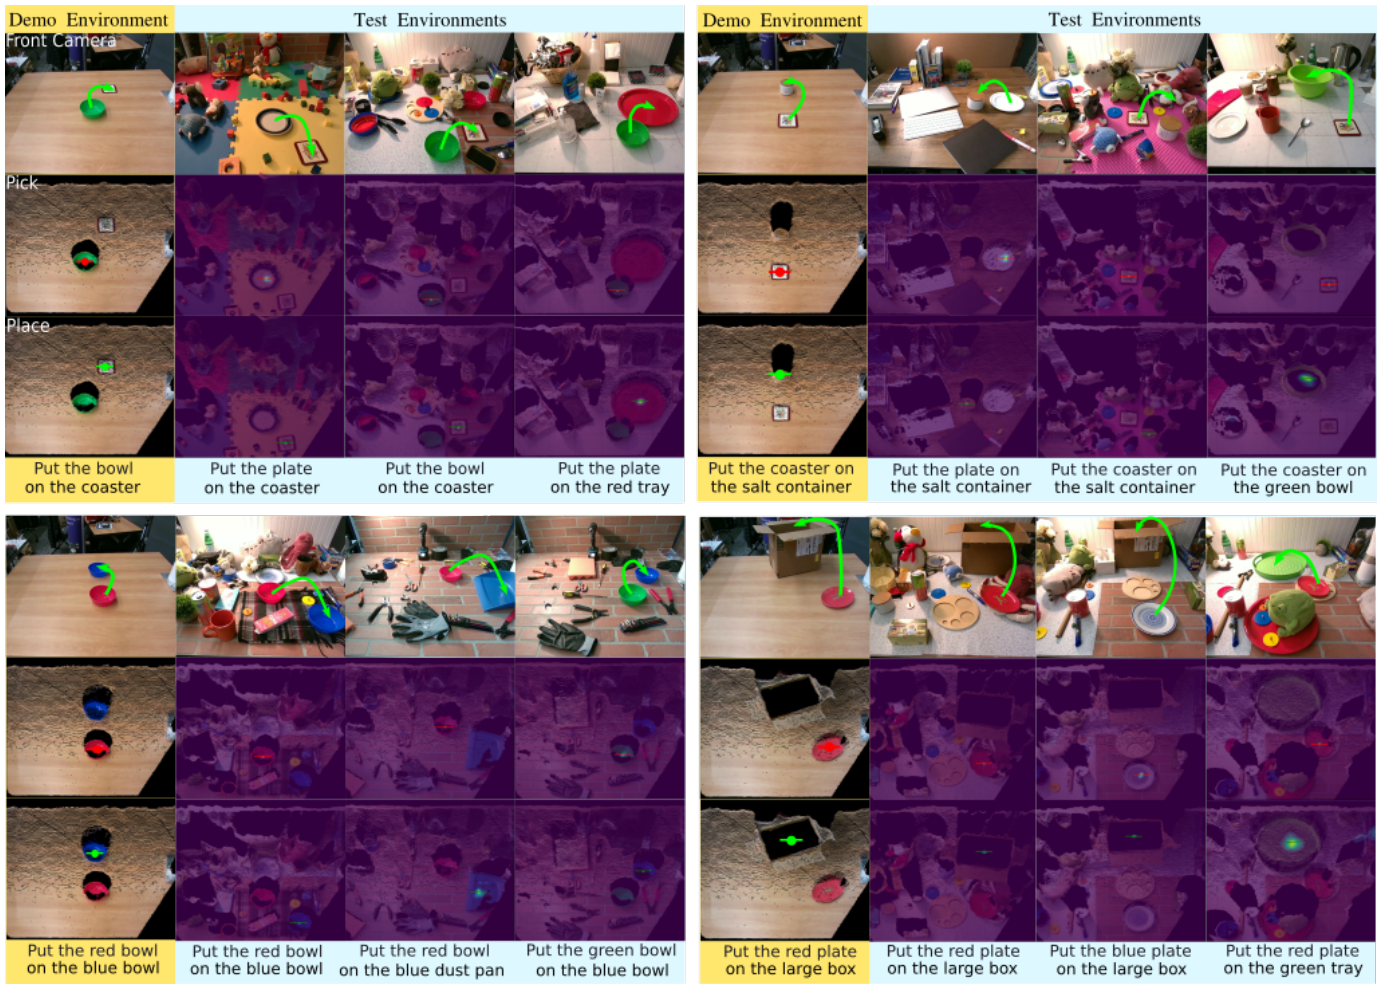 Demo Environment
Test Environments
Front Camera
Pick
Place
Put the bowl
on the coaster
Put the plate
on the coaster
Put the bowl
on the coaster
Put the plate
on the red tray
Demo Environment
Test Environments
Put the coaster on
the salt container
Put the plate on
the salt container
Put the coaster on
the salt container
Put the coaster on
the green bowl
Put the red bowl
on the blue bowl
Put the red bowl
on the blue bowl
Put the red bowl
on the blue dust pan
Put the green bowl
on the blue bowl
Put the red plate
on the large box
Put the red plate
on the large box
Put the blue plate
on the large box
Put the red plate
on the green tray